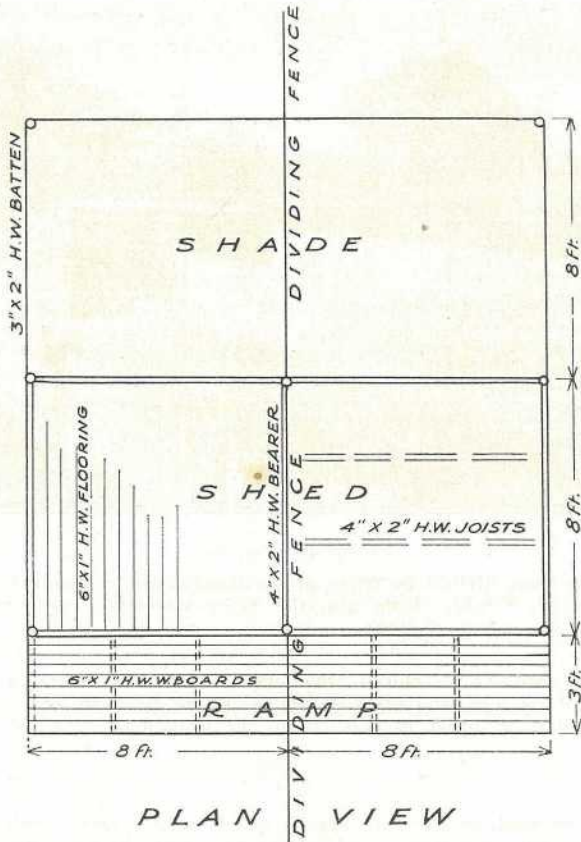 DIVIDING FENCE
3"X2" H.W. BATTEN
SHADE
8 ft.
6"X1" H.W. FLOORING
4"X2" H.W. BEARER
SHED
FENCE
4"X2" H.W. JOISTS
8 ft.
6"X1" H.W.W.BOARDS
RAMP
3 ft.
DIVIDING
8 ft.
8 ft.
PLAN VIEW